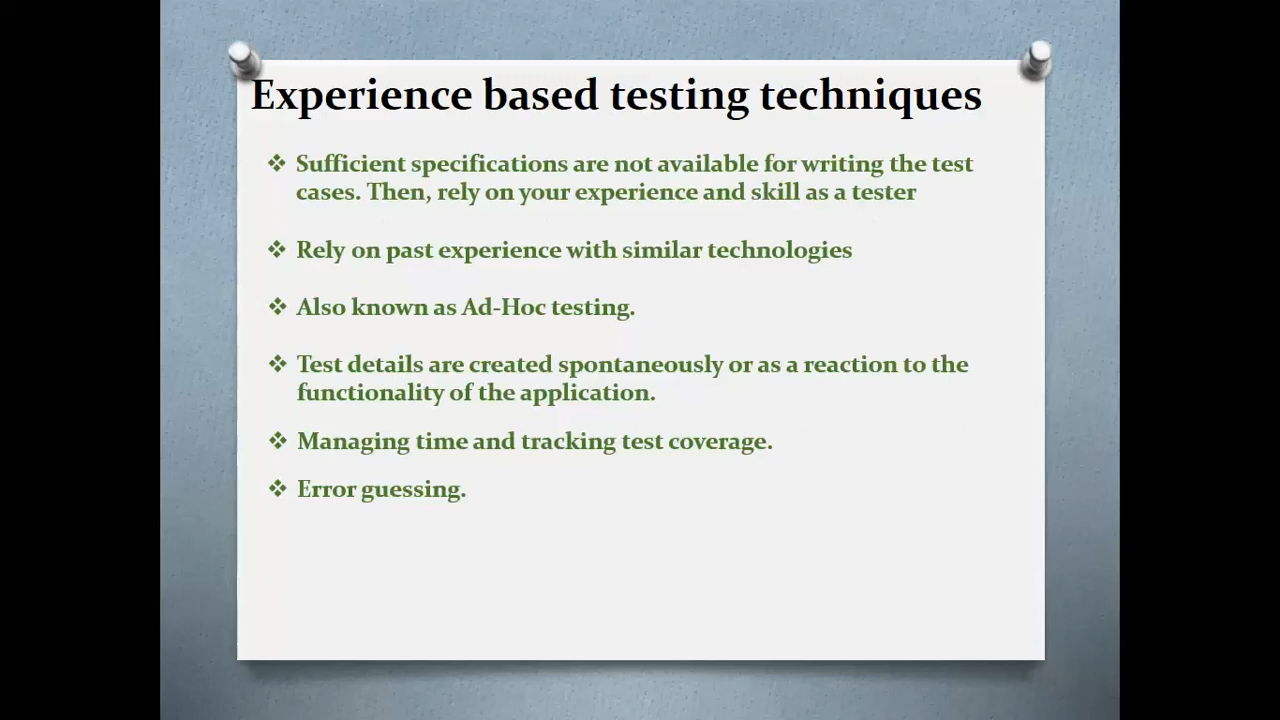 Experience based testing techniques
❖ Sufficient specifications are not available for writing the test
cases. Then, rely on your experience and skill as a tester
❖ Rely on past experience with similar technologies
❖ Also known as Ad-Hoc testing.
❖ Test details are created spontaneously or as a reaction to the
functionality of the application.
❖ Managing time and tracking test coverage.
❖ Error guessing.